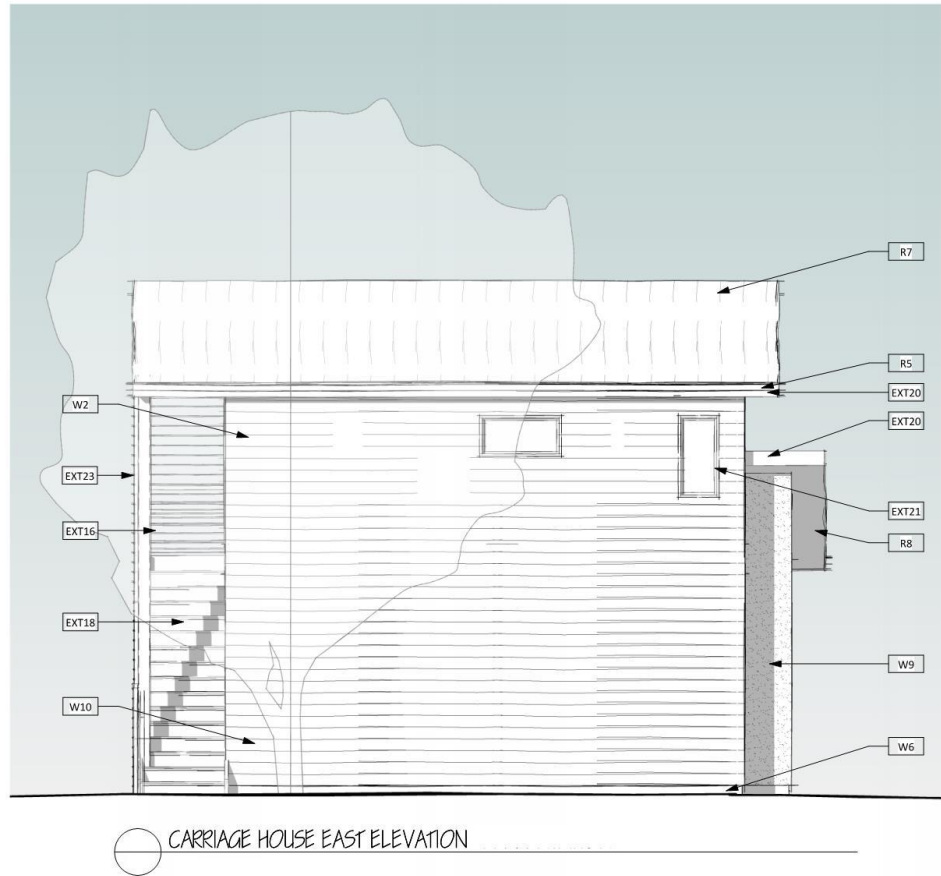 R7
R5
EXT20
W2
EXT20
EXT23
EXT21
EXT16
R8
EXT18
W9
W10
W6
CARRIAGE HOUSE EAST ELEVATION